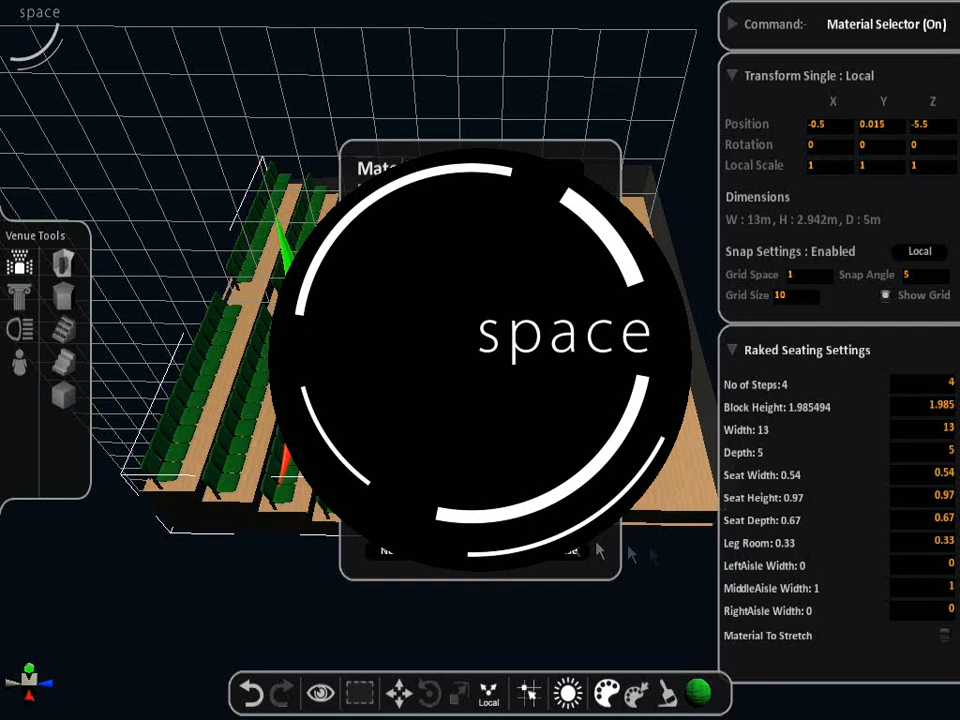 space
Command:-
Material Selector (On)
Transform Single : Local
X Y Z
Position -0.5 0.015 -5.5
Rotation 0 0 0
Local Scale 1 1 1
Dimensions
W : 13m, H : 2.942m, D : 5m
Snap Settings : Enabled Local
Grid Space 1 Snap Angle 5
Grid Size 10 Show Grid
Raked Seating Settings
No of Steps: 4 4
Block Height: 1.985494 1.985
Width: 13 13
Depth: 5 5
Seat Width: 0.54 0.54
Seat Height: 0.97 0.97
Seat Depth: 0.67 0.67
Leg Room: 0.33 0.33
LeftAisle Width: 0 0
MiddleAisle Width: 1 1
RightAisle Width: 0 0
Material To Stretch
Venue Tools
space
Local